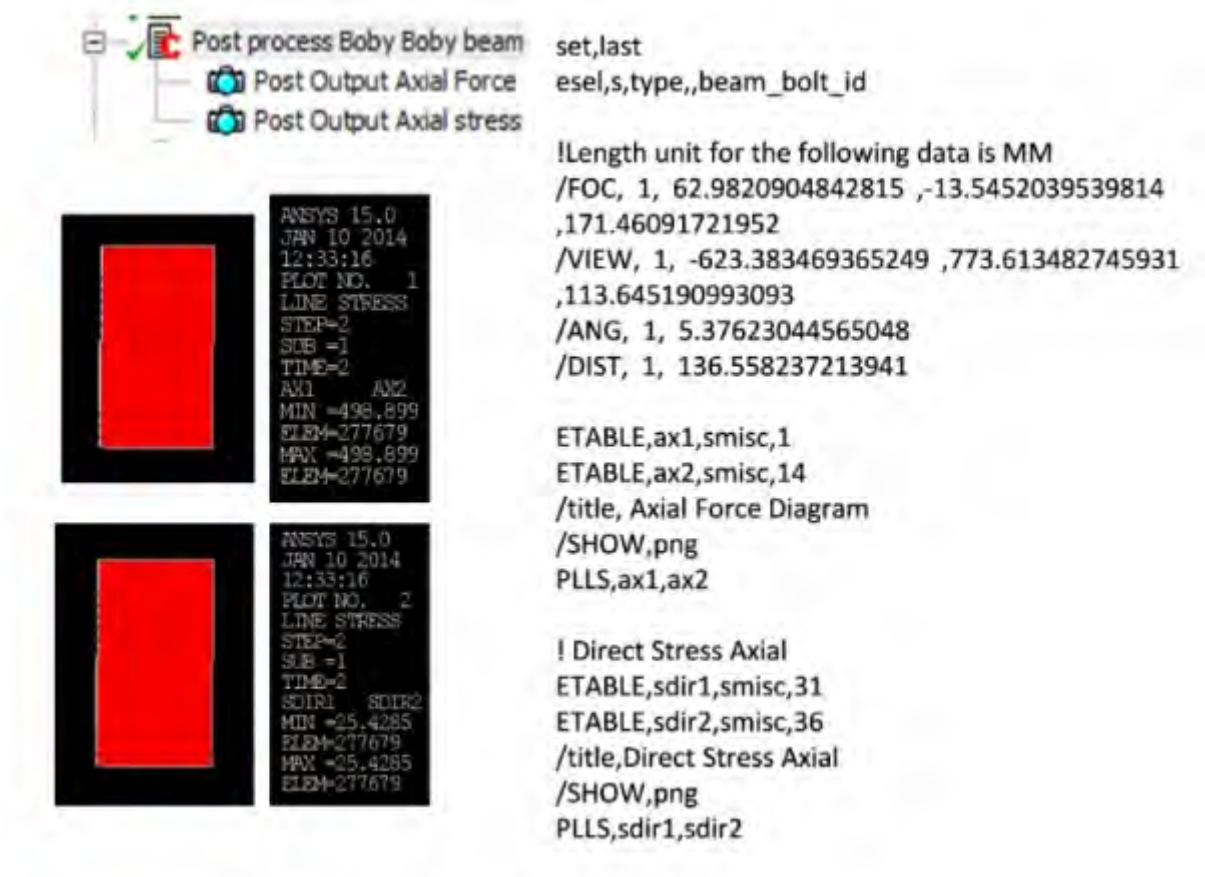 Post process Boby Boby beam
Post Output Axial Force
Post Output Axial stress
set,last
esel,s,type,,beam_bolt_id
!Length unit for the following data is MM
/FOC, 1, 62.9820904842815 ,-13.5452039539814
,171.46091721952
/VIEW, 1, -623.383469365249 ,773.613482745931
,113.645190993093
/ANG, 1, 5.37623044565048
/DIST, 1, 136.558237213941
ETABLE,ax1,smisc,1
ETABLE,ax2,smisc,14
/title, Axial Force Diagram
/SHOW,png
PLLS,ax1,ax2
! Direct Stress Axial
ETABLE,sdir1,smisc,31
ETABLE,sdir2,smisc,36
/title,Direct Stress Axial
/SHOW,png
PLLS,sdir1,sdir2
ANSYS 15.0
JAN 10 2014
12:33:16
PLOT NO. 1
LINE STRESS
STEP=2
SUB =1
TIME=2
AX1 AX2
MIN =498.899
ELEM=277679
MAX =498.899
ELEM=277679
ANSYS 15.0
JAN 10 2014
12:33:16
PLOT NO. 2
LINE STRESS
STEP=2
SUB =1
TIME=2
SDIR1 SDIR2
MIN =25.4285
ELEM=277679
MAX =25.4285
ELEM=277679